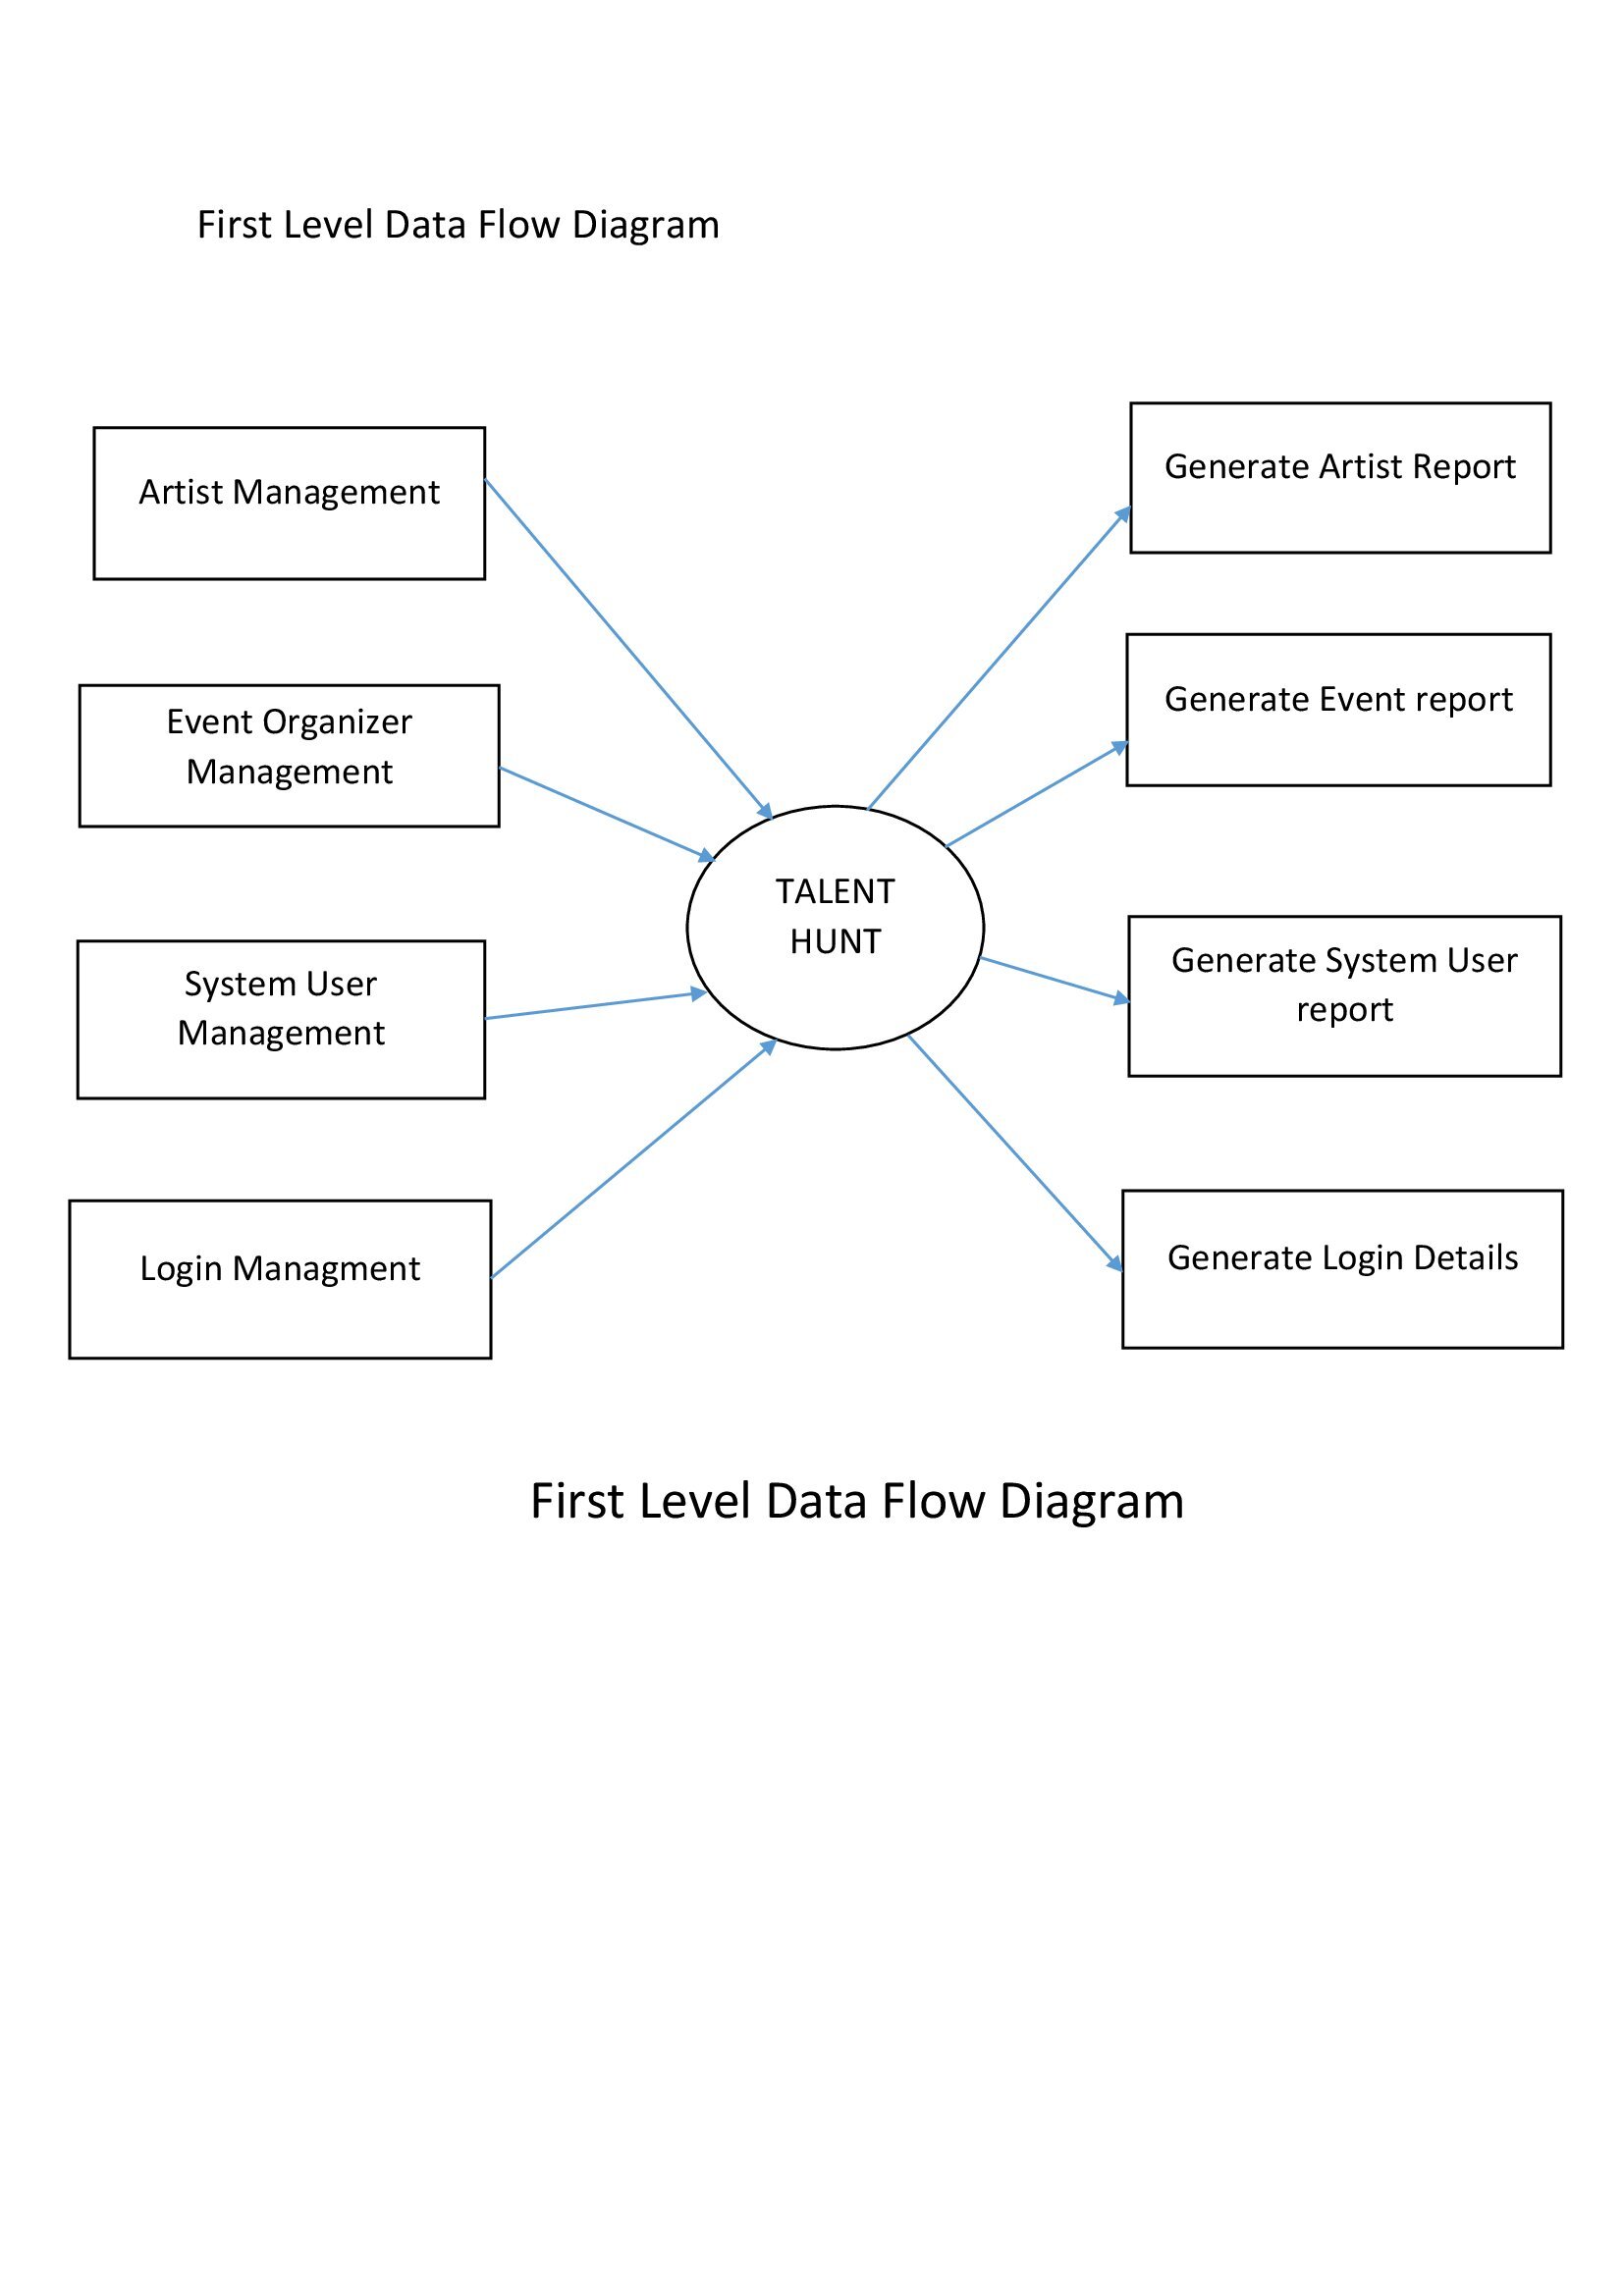 First Level Data Flow Diagram
Artist Management
Event Organizer
Management
System User
Management
Login Managment
TALENT
HUNT
Generate Artist Report
Generate Event report
Generate System User
report
Generate Login Details
First Level Data Flow Diagram